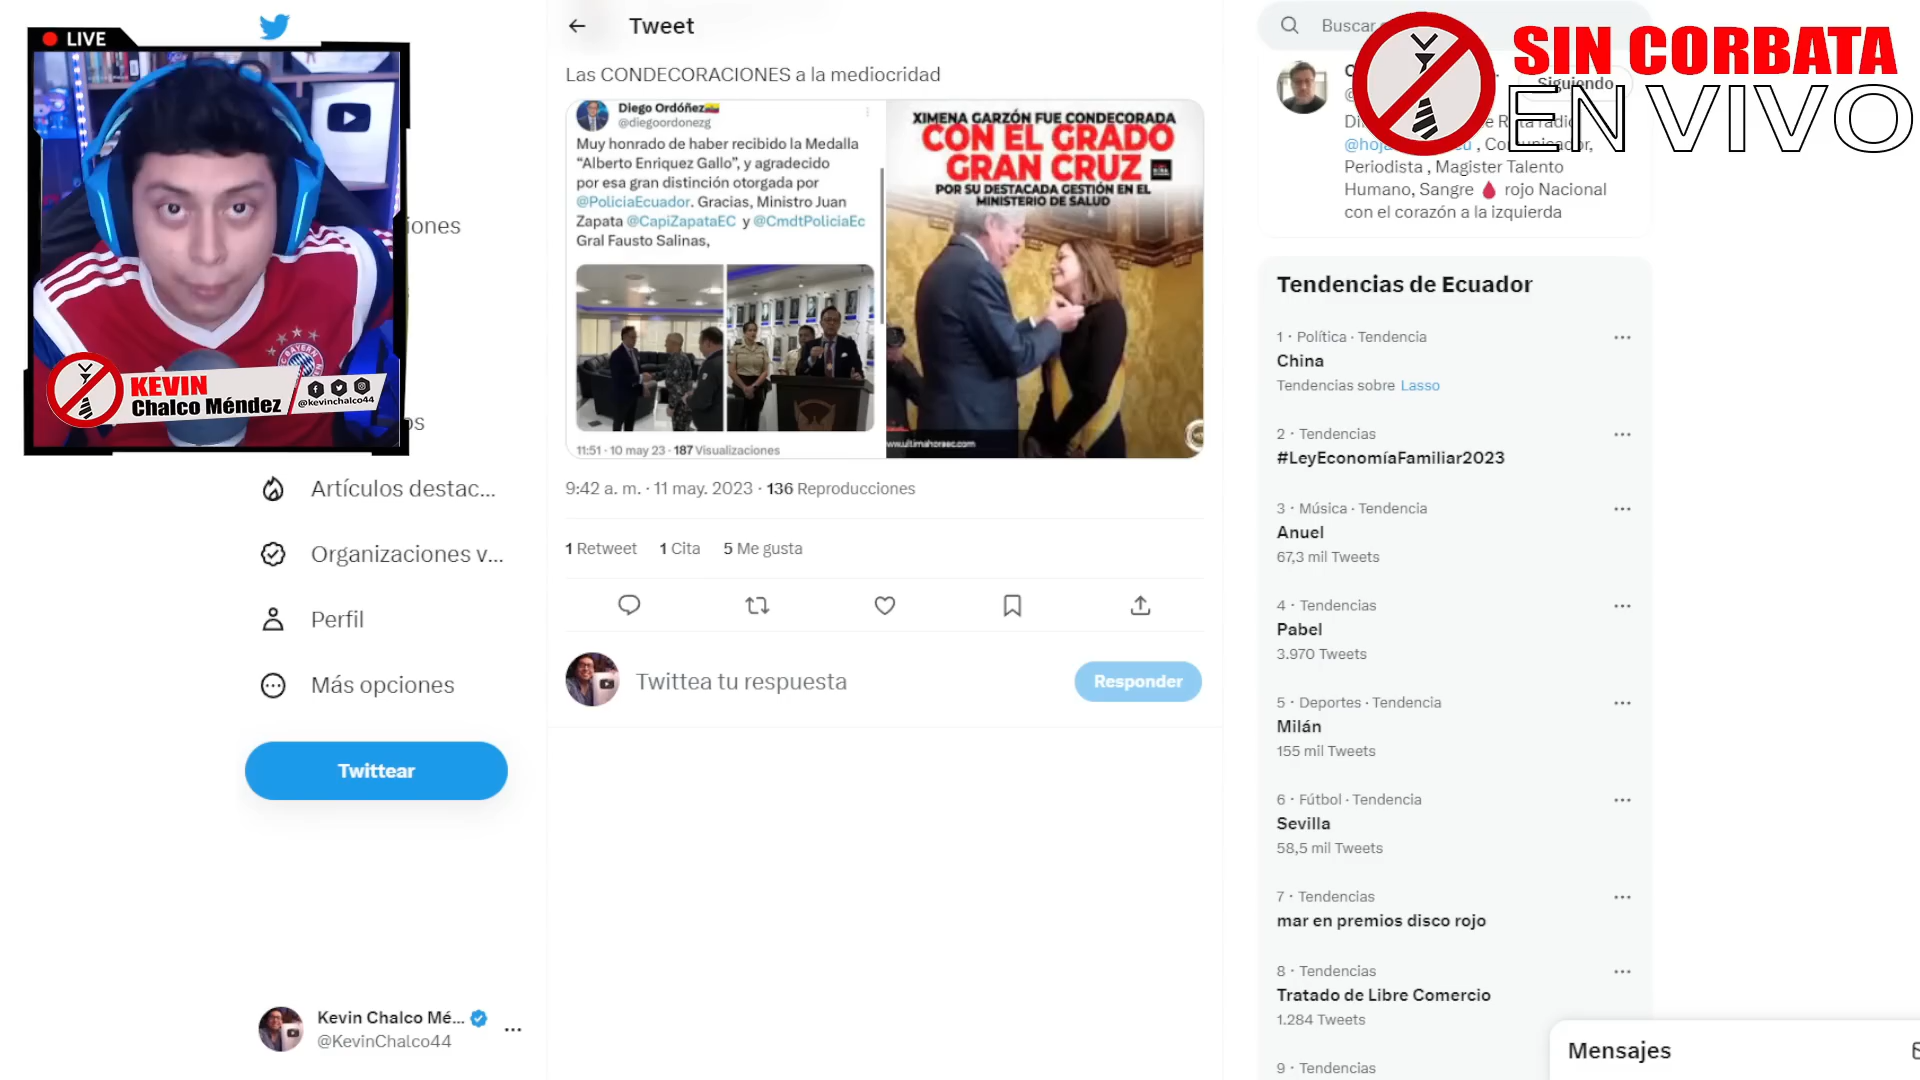 LIVE
KEVIN
Chalco Méndez
@kevinchalco44
iones
os
Artículos destac...
Organizaciones v...
Perfil
Más opciones
Twittear
Kevin Chalco Mé...
@KevinChalco44
Tweet
Las CONDECORACIONES a la mediocridad
Diego Ordóñez
@diegoordonezg
Muy honrado de haber recibido la Medalla
“Alberto Enriquez Gallo”, y agradecido
por esa gran distinción otorgada por
@PoliciaEcuador. Gracias, Ministro Juan
Zapata @CapiZapataEC y @CmdtPoliciaEc
Gral Fausto Salinas,
11:51 · 10 may 23 · 187 Visualizaciones
XIMENA GARZÓN FUE CONDECORADA
CON EL GRADO
GRAN CRUZ
POR SU DESTACADA GESTIÓN EN EL
MINISTERIO DE SALUD
www.ultimahoraec.com
9:42 a. m. · 11 may. 2023 · 136 Reproducciones
1 Retweet 1 Cita 5 Me gusta
Twittea tu respuesta
Responder
Buscar
SIN CORBATA
EN VIVO
Siguiendo
radio
@hoja
Periodista , Magister Talento
Humano, Sangre 🩸 rojo Nacional
con el corazón a la izquierda
Tendencias de Ecuador
1 · Política · Tendencia
China
Tendencias sobre Lasso
2 · Tendencias
#LeyEconomíaFamiliar2023
3 · Música · Tendencia
Anuel
67,3 mil Tweets
4 · Tendencias
Pabel
3.970 Tweets
5 · Deportes · Tendencia
Milán
155 mil Tweets
6 · Fútbol · Tendencia
Sevilla
58,5 mil Tweets
7 · Tendencias
mar en premios disco rojo
8 · Tendencias
Tratado de Libre Comercio
1.284 Tweets
9 · Tendencias
Mensajes